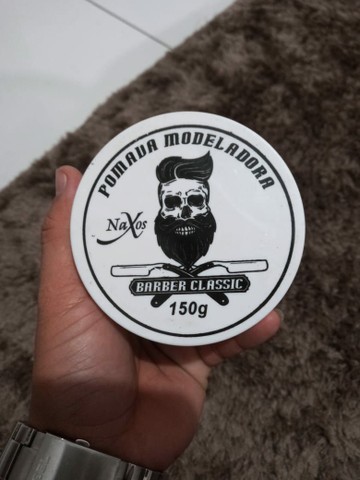 POMADA MODELADORA
NaXos
BARBER CLASSIC
150g